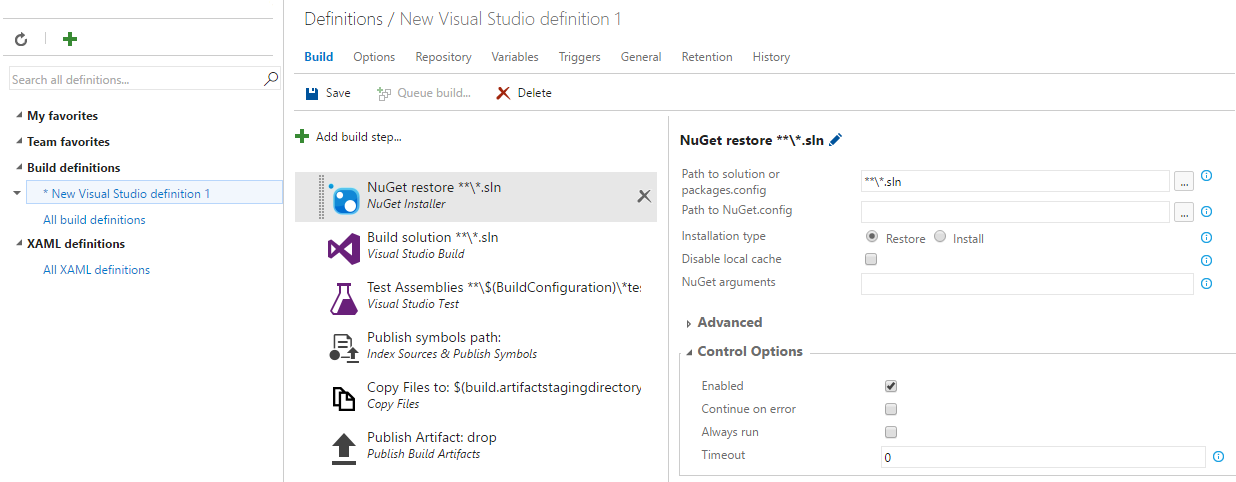 Definitions / New Visual Studio definition 1
Build Options Repository Variables Triggers General Retention History
Search all definitions...
My favorites
Team favorites
Build definitions
* New Visual Studio definition 1
All build definitions
XAML definitions
All XAML definitions
Save Queue build... Delete
Add build step...
NuGet restore **\*.sln
NuGet Installer
Build solution **\*.sln
Visual Studio Build
Test Assemblies **\$(BuildConfiguration)\*tes
Visual Studio Test
Publish symbols path:
Index Sources & Publish Symbols
Copy Files to: $(build.artifactstagingdirectory
Copy Files
Publish Artifact: drop
Publish Build Artifacts
NuGet restore **\*.sln
Path to solution or
packages.config
**\*.sln ...
Path to NuGet.config ...
Installation type Restore Install
Disable local cache
NuGet arguments
Advanced
Control Options
Enabled
Continue on error
Always run
Timeout 0